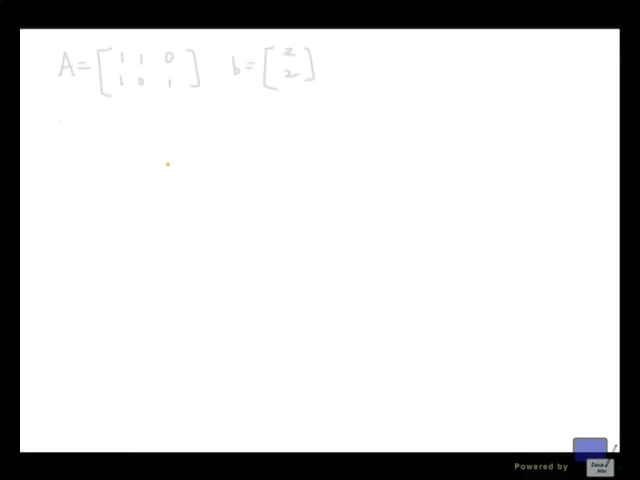 A = [ 1 1 0 ] b = [ 2 ]
[ 1 0 1 ] [ 2 ]
Powered by